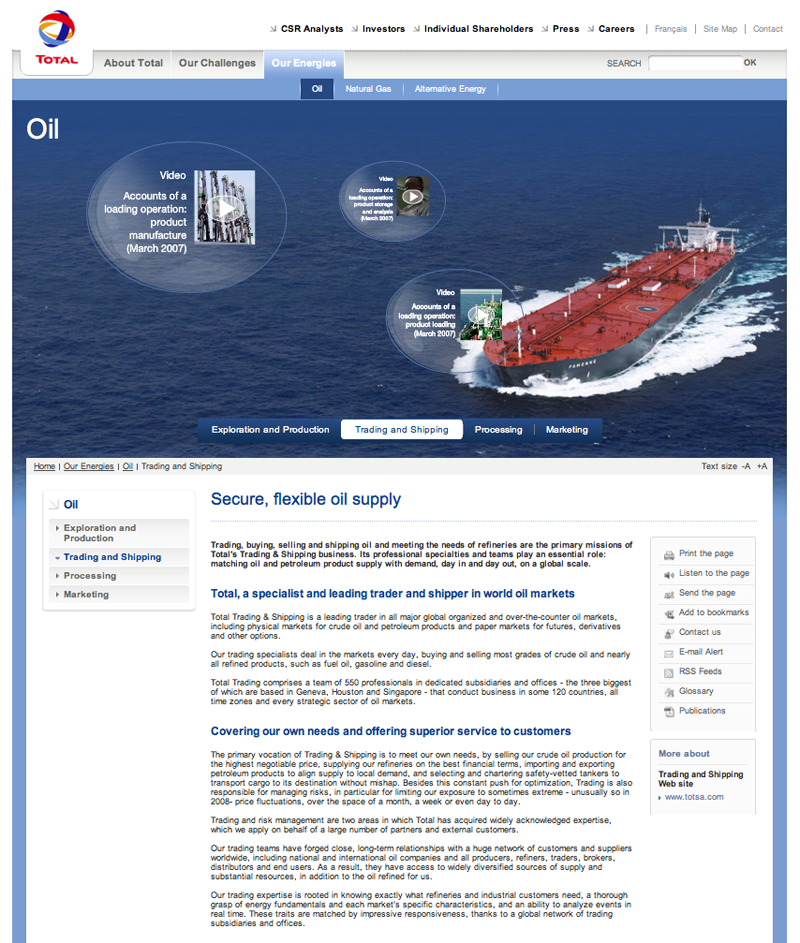 CSR Analysts Investors Individual Shareholders Press Careers | Français | Site Map | Contact
TOTAL
About Total Our Challenges Our Energies SEARCH OK
Oil Natural Gas Alternative Energy
Oil
Video
Accounts of a
loading operation:
product
manufacture
(March 2007)
Video
Accounts of a
loading operation:
product storage
and analysis
(March 2007)
Video
Accounts of a
loading operation:
product loading
(March 2007)
Exploration and Production Trading and Shipping Processing | Marketing
Home | Our Energies | Oil | Trading and Shipping Text size -A +A
Oil
Exploration and
Production
Trading and Shipping
Processing
Marketing
Secure, flexible oil supply
Trading, buying, selling and shipping oil and meeting the needs of refineries are the primary missions of
Total's Trading & Shipping business. Its professional specialties and teams play an essential role:
matching oil and petroleum product supply with demand, day in and day out, on a global scale.
Total, a specialist and leading trader and shipper in world oil markets
Total Trading & Shipping is a leading trader in all major global organized and over-the-counter oil markets,
including physical markets for crude oil and petroleum products and paper markets for futures, derivatives
and other options.
Our trading specialists deal in the markets every day, buying and selling most grades of crude oil and nearly
all refined products, such as fuel oil, gasoline and diesel.
Total Trading comprises a team of 550 professionals in dedicated subsidiaries and offices - the three biggest
of which are based in Geneva, Houston and Singapore - that conduct business in some 120 countries, all
time zones and every strategic sector of oil markets.
Covering our own needs and offering superior service to customers
The primary vocation of Trading & Shipping is to meet our own needs, by selling our crude oil production for
the highest negotiable price, supplying our refineries on the best financial terms, importing and exporting
petroleum products to align supply to local demand, and selecting and chartering safety-vetted tankers to
transport cargo to its destination without mishap. Besides this constant push for optimization, Trading is also
responsible for managing risks, in particular for limiting our exposure to sometimes extreme - unusually so in
2008- price fluctuations, over the space of a month, a week or even day to day.
Trading and risk management are two areas in which Total has acquired widely acknowledged expertise,
which we apply on behalf of a large number of partners and external customers.
Our trading teams have forged close, long-term relationships with a huge network of customers and suppliers
worldwide, including national and international oil companies and all producers, refiners, traders, brokers,
distributors and end users. As a result, they have access to widely diversified sources of supply and
substantial resources, in addition to the oil refined for us.
Our trading expertise is rooted in knowing exactly what refineries and industrial customers need, a thorough
grasp of energy fundamentals and each market's specific characteristics, and an ability to analyze events in
real time. These traits are matched by impressive responsiveness, thanks to a global network of trading
subsidiaries and offices.
Print the page
Listen to the page
Send the page
Add to bookmarks
Contact us
E-mail Alert
RSS Feeds
Glossary
Publications
More about
Trading and Shipping
Web site
www.totsa.com